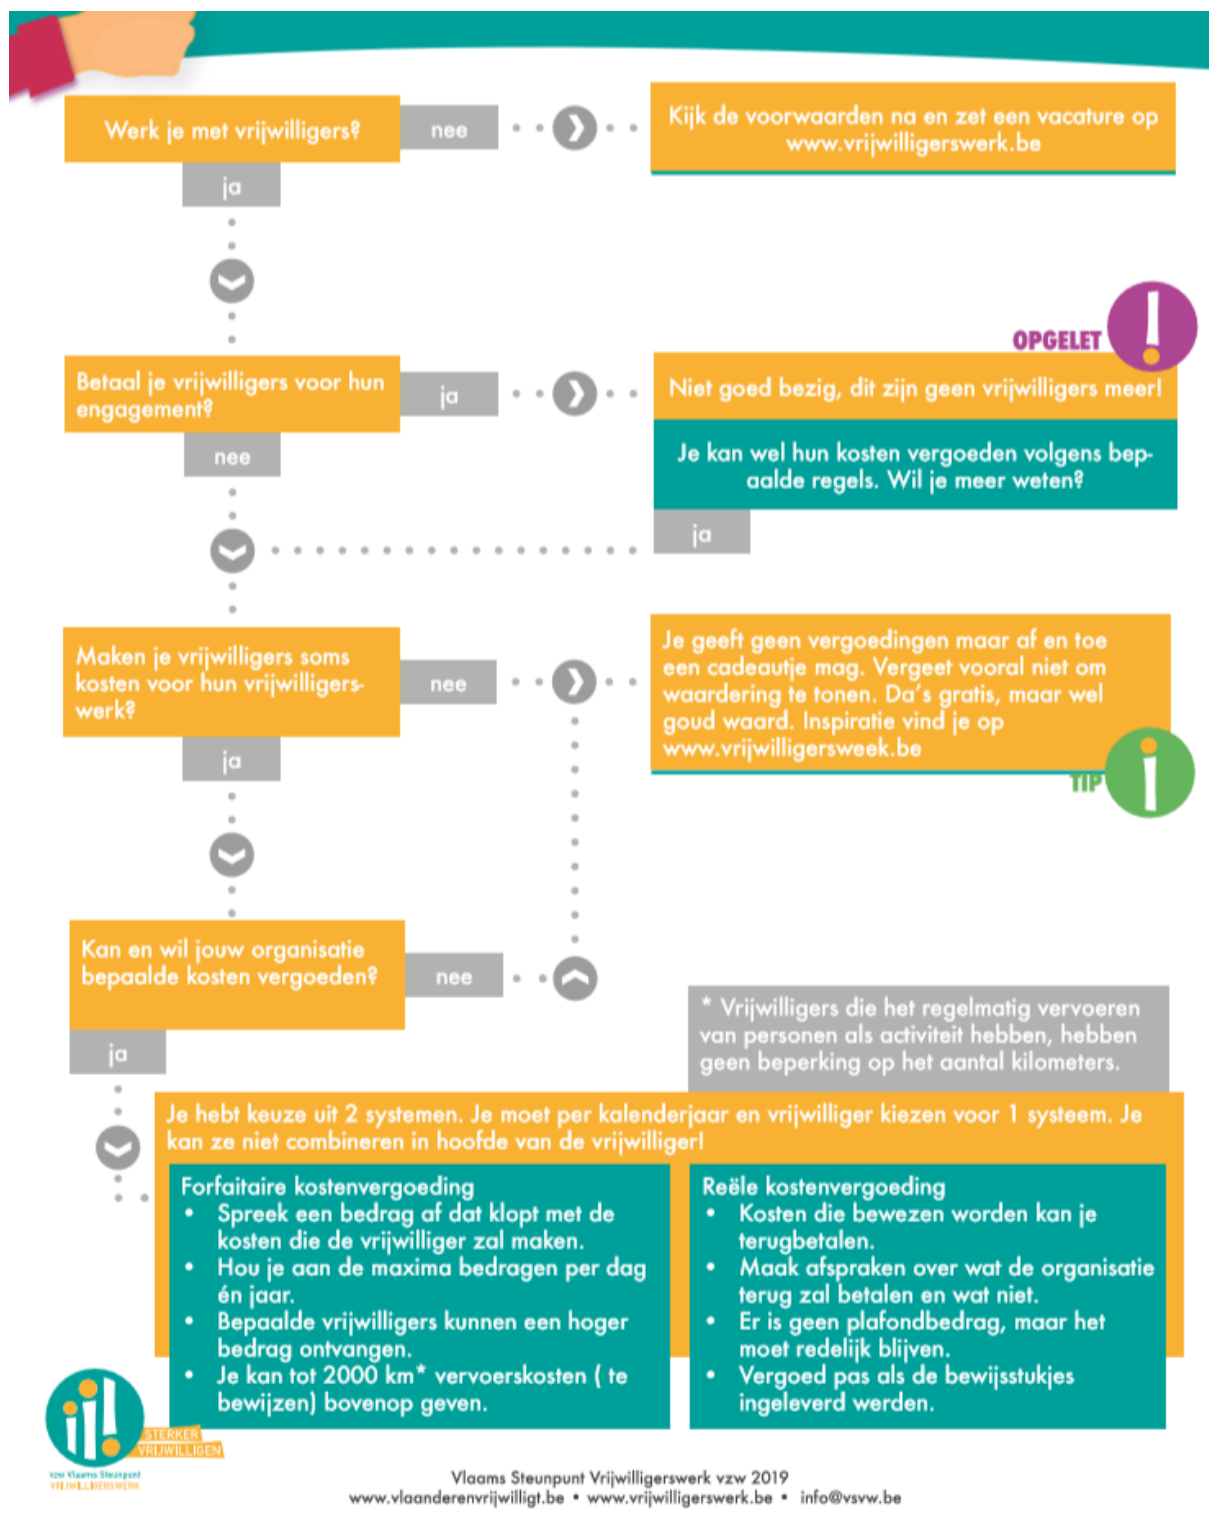 Werk je met vrijwilligers?
nee
Kijk de voorwaarden na en zet een vacature op
www.vrijwilligerswerk.be
ja
OPGELET
Betaal je vrijwilligers voor hun
engagement?
ja
Niet goed bezig, dit zijn geen vrijwilligers meer!
Je kan wel hun kosten vergoeden volgens bep-
aalde regels. Wil je meer weten?
nee
ja
Maken je vrijwilligers soms
kosten voor hun vrijwilligers-
werk?
nee
Je geeft geen vergoedingen maar af en toe
een cadeautje mag. Vergeet vooral niet om
waardering te tonen. Da's gratis, maar wel
goud waard. Inspiratie vind je op
www.vrijwilligersweek.be
TIP
ja
Kan en wil jouw organisatie
bepaalde kosten vergoeden?
nee
ja
* Vrijwilligers die het regelmatig vervoeren
van personen als activiteit hebben, hebben
geen beperking op het aantal kilometers.
Je hebt keuze uit 2 systemen. Je moet per kalenderjaar en vrijwilliger kiezen voor 1 systeem. Je
kan ze niet combineren in hoofde van de vrijwilliger!
Forfaitaire kostenvergoeding
• Spreek een bedrag af dat klopt met de
kosten die de vrijwilliger zal maken.
• Hou je aan de maxima bedragen per dag
én jaar.
• Bepaalde vrijwilligers kunnen een hoger
bedrag ontvangen.
• Je kan tot 2000 km* vervoerskosten ( te
bewijzen) bovenop geven.
Reële kostenvergoeding
• Kosten die bewezen worden kan je
terugbetalen.
• Maak afspraken over wat de organisatie
terug zal betalen en wat niet.
• Er is geen plafondbedrag, maar het
moet redelijk blijven.
• Vergoed pas als de bewijsstukjes
ingeleverd werden.
STERKER
VRIJWILLIGEN
vzw Vlaams Steunpunt
VRIJWILLIGERSWERK
Vlaams Steunpunt Vrijwilligerswerk vzw 2019
www.vlaanderenvrijwilligt.be • www.vrijwilligerswerk.be • info@vsvw.be